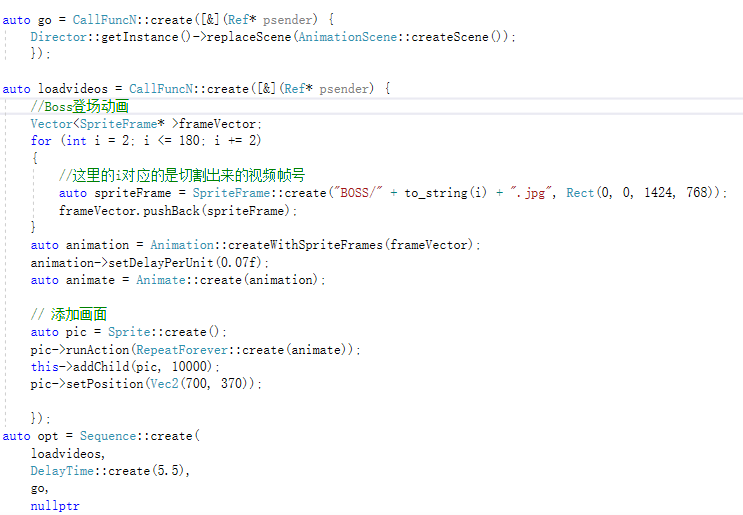 auto go = CallFuncN::create([&](Ref* psender) {
Director::getInstance()->replaceScene(AnimationScene::createScene());
});
auto loadvideos = CallFuncN::create([&](Ref* psender) {
//Boss登场动画
Vector<SpriteFrame* >frameVector;
for (int i = 2; i <= 180; i += 2)
{
//这里的i对应的是切割出来的视频帧号
auto spriteFrame = SpriteFrame::create("BOSS/" + to_string(i) + ".jpg", Rect(0, 0, 1424, 768));
frameVector.pushBack(spriteFrame);
}
auto animation = Animation::createWithSpriteFrames(frameVector);
animation->setDelayPerUnit(0.07f);
auto animate = Animate::create(animation);
// 添加画面
auto pic = Sprite::create();
pic->runAction(RepeatForever::create(animate));
this->addChild(pic, 10000);
pic->setPosition(Vec2(700, 370));
});
auto opt = Sequence::create(
loadvideos,
DelayTime::create(5.5),
go,
nullptr